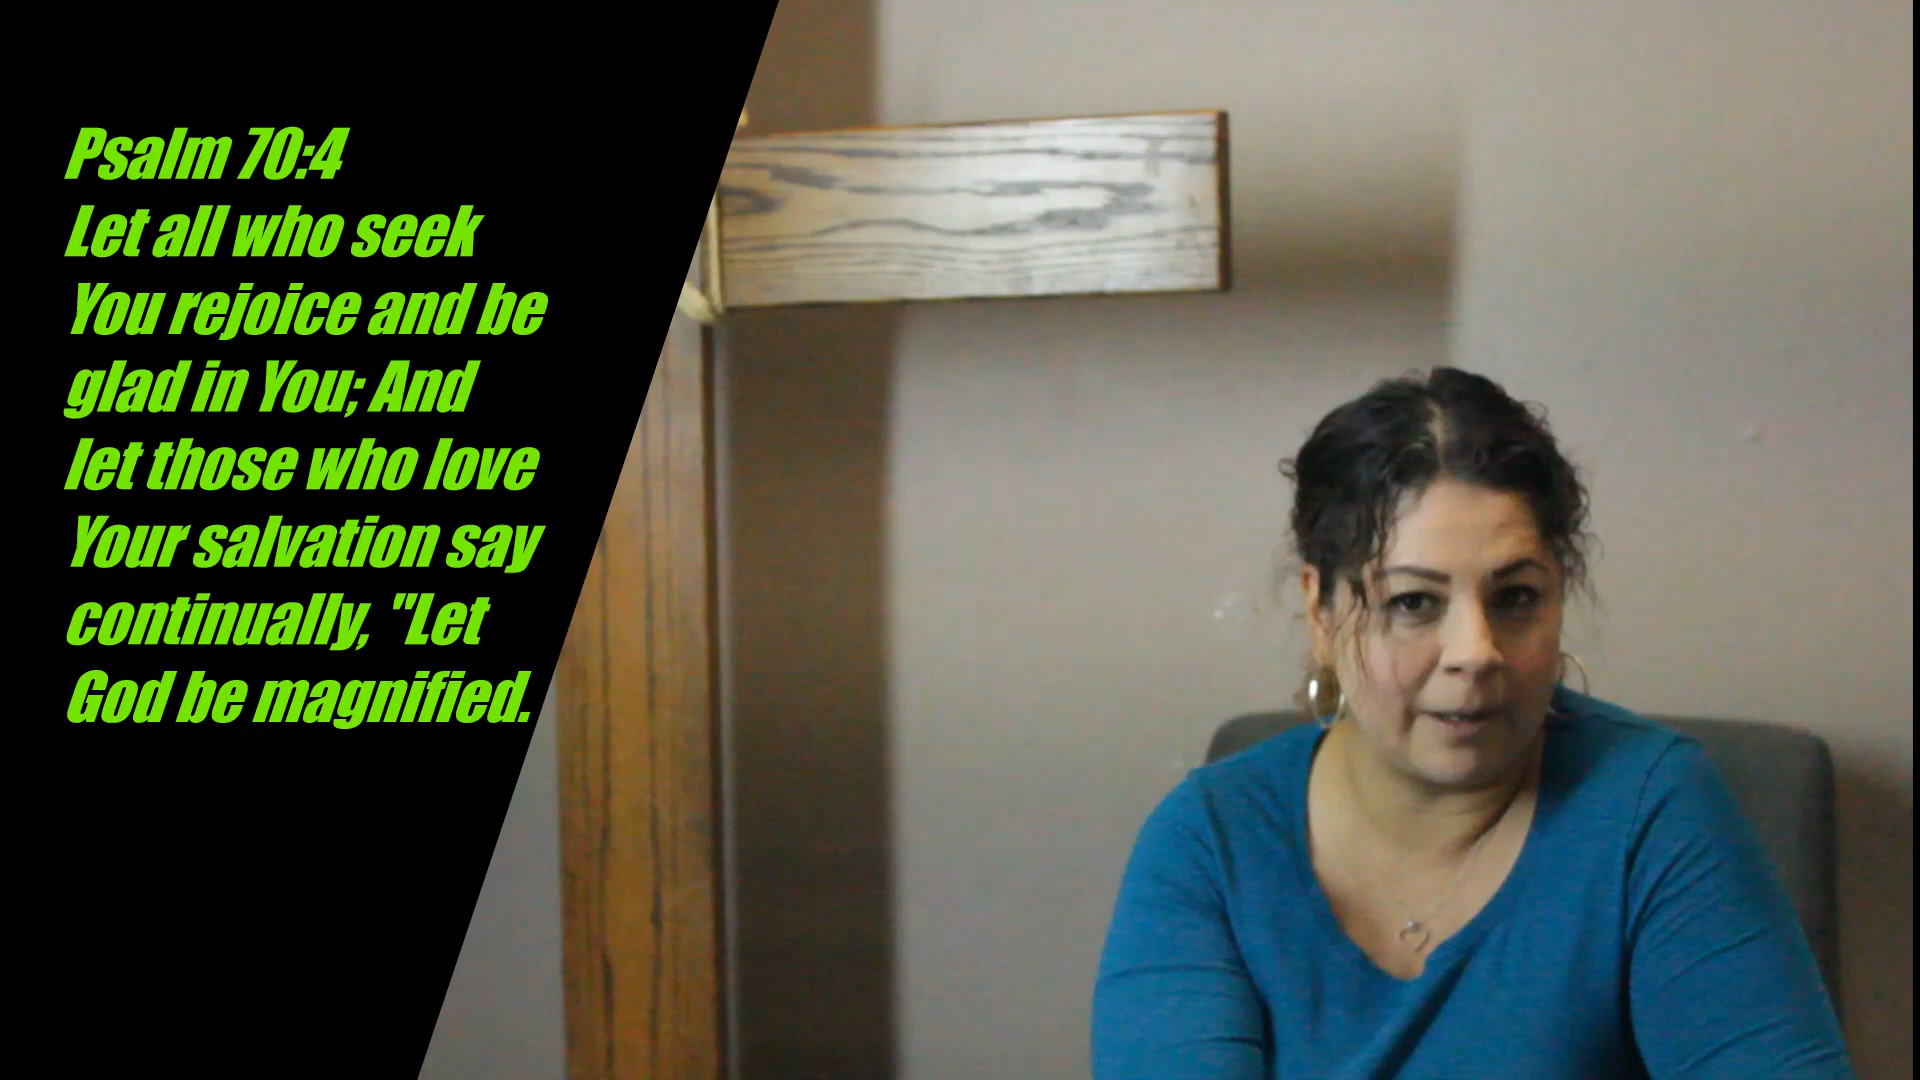 Psalm 70:4
Let all who seek
You rejoice and be
glad in You; And
let those who love
Your salvation say
continually, "Let
God be magnified.